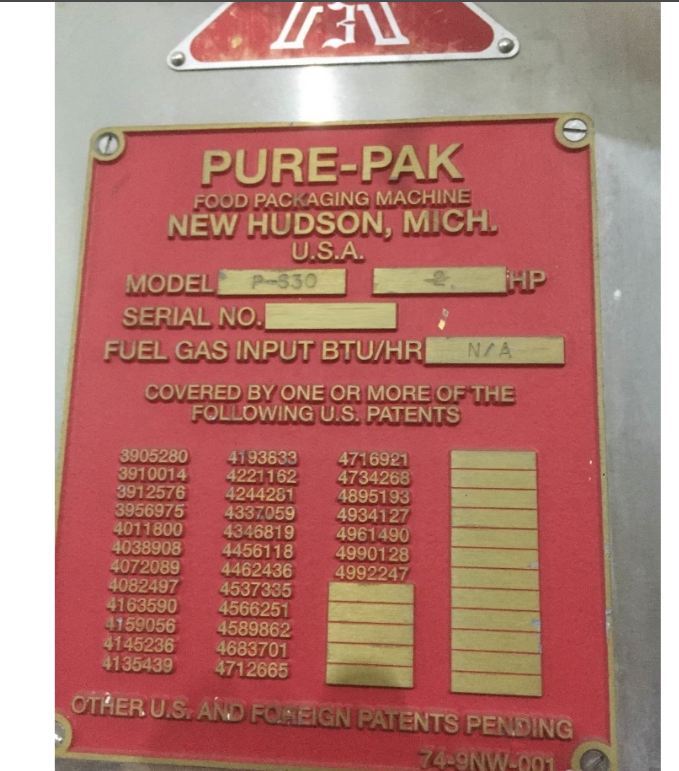 PURE-PAK
FOOD PACKAGING MACHINE
NEW HUDSON, MICH.
U.S.A.
MODEL P-S30 2 HP
SERIAL NO.
FUEL GAS INPUT BTU/HR N/A
COVERED BY ONE OR MORE OF THE
FOLLOWING U.S. PATENTS
3905280 4193833 4716921
3910014 4221162 4734268
3912576 4244281 4895193
3956975 4337059 4934127
4011800 4346819 4961490
4038908 4456118 4990128
4072089 4462436 4992247
4082497 4537335
4163590 4566251
4159056 4589862
4145236 4683701
4135439 4712665
OTHER U.S. AND FOREIGN PATENTS PENDING
74-9NW-001